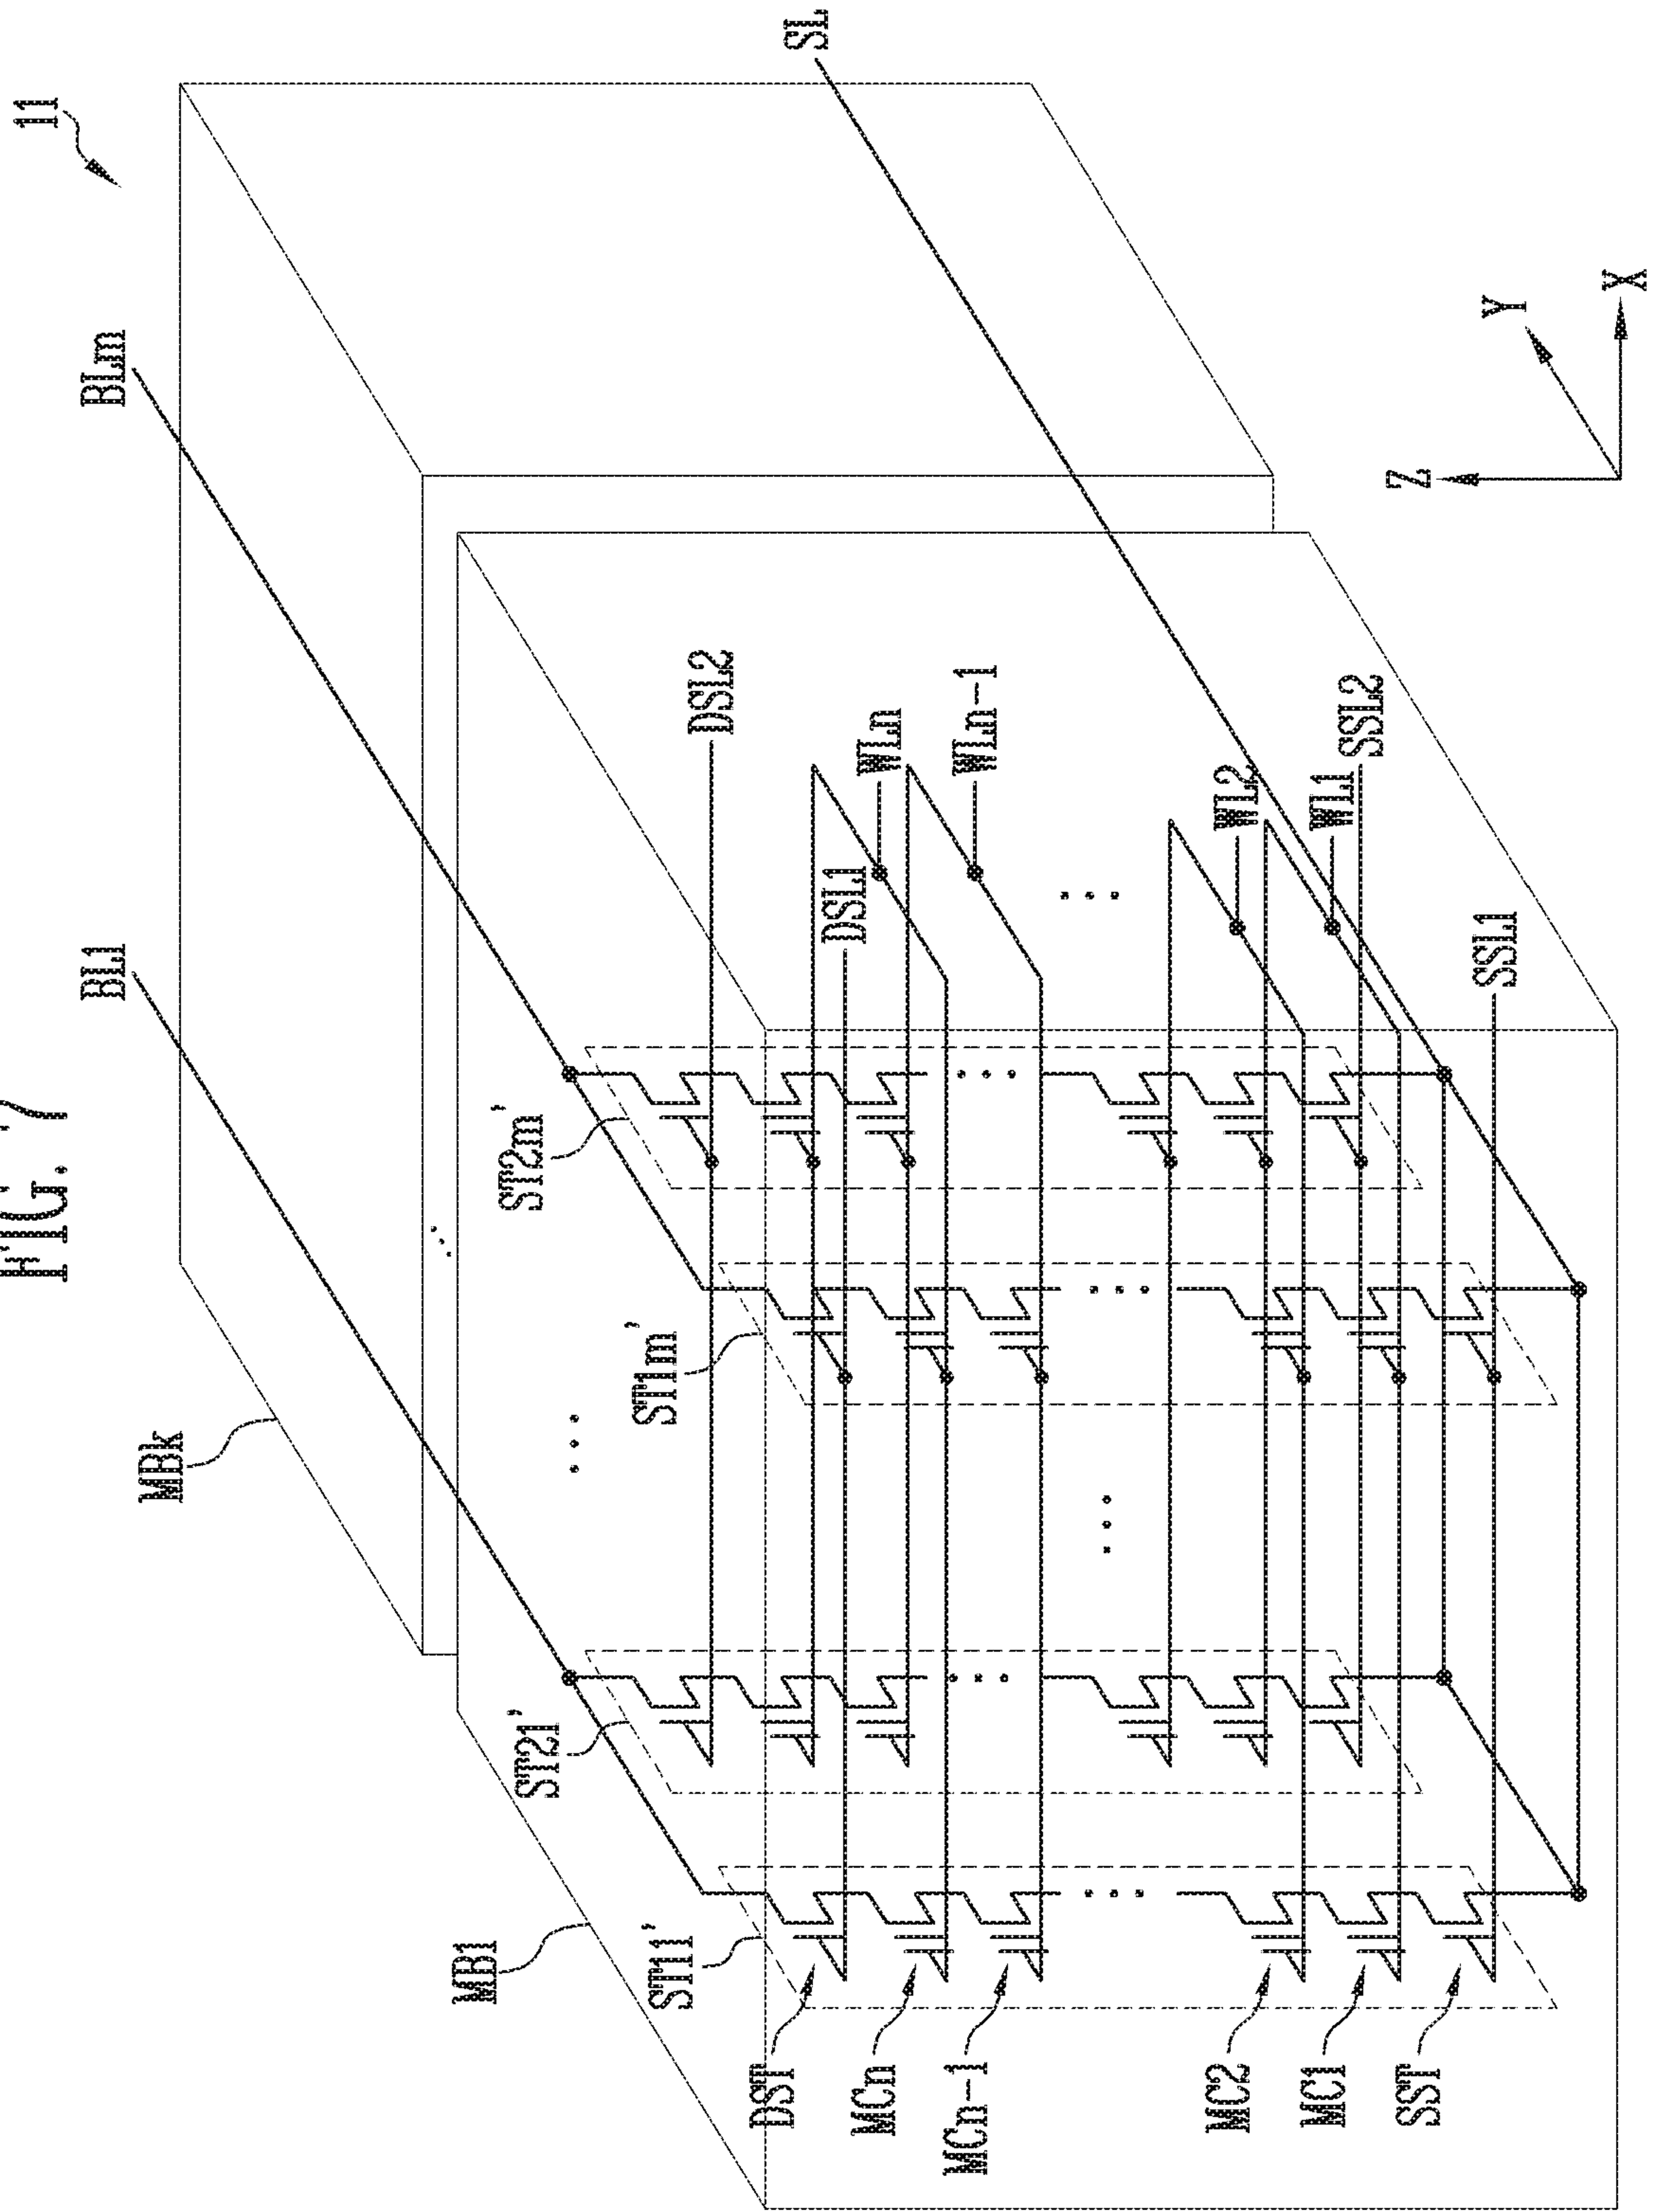 FIG. 7
11
MBk
BL1
BLm
SL
MB1
ST11'
ST21'
ST1m'
ST2m'
DST
MCn
MCn-1
MC2
MC1
SST
DSL2
DSL1
WLn
WLn-1
WL2
WL1
SSL2
SSL1
Z
Y
X